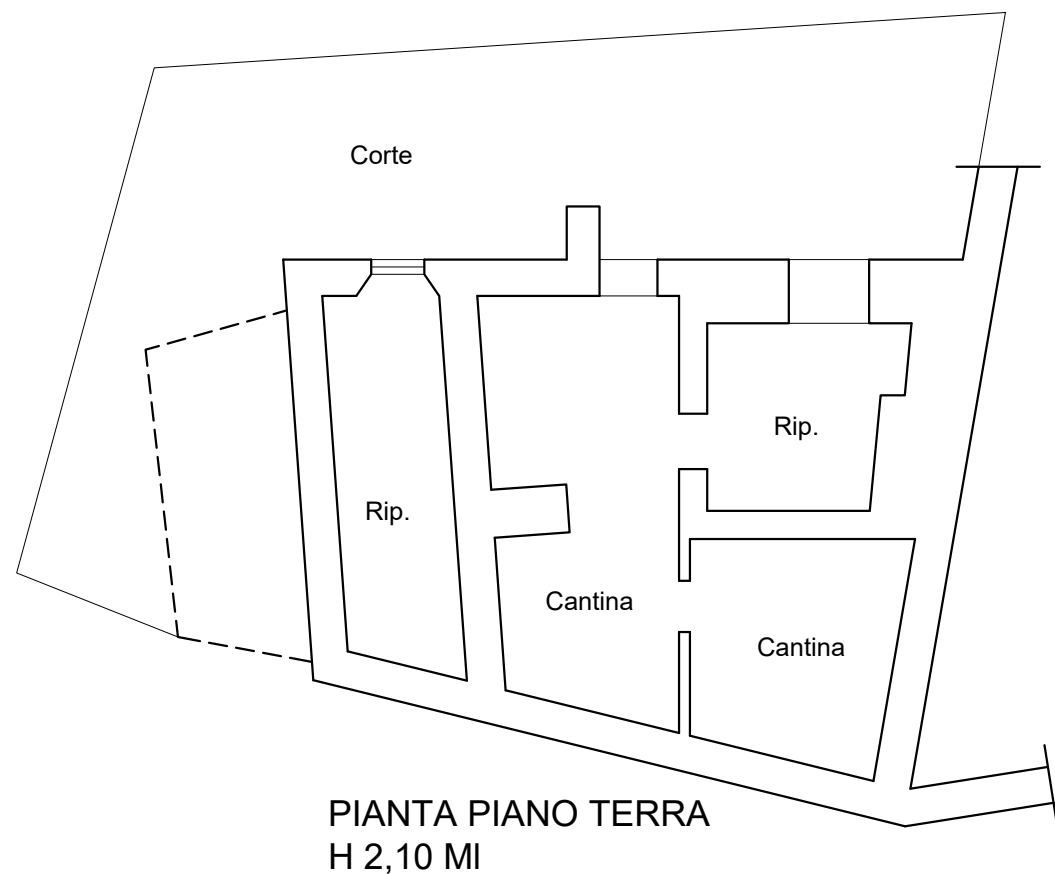 Corte
Rip.
Rip.
Cantina
Cantina
PIANTA PIANO TERRA
H 2,10 Ml